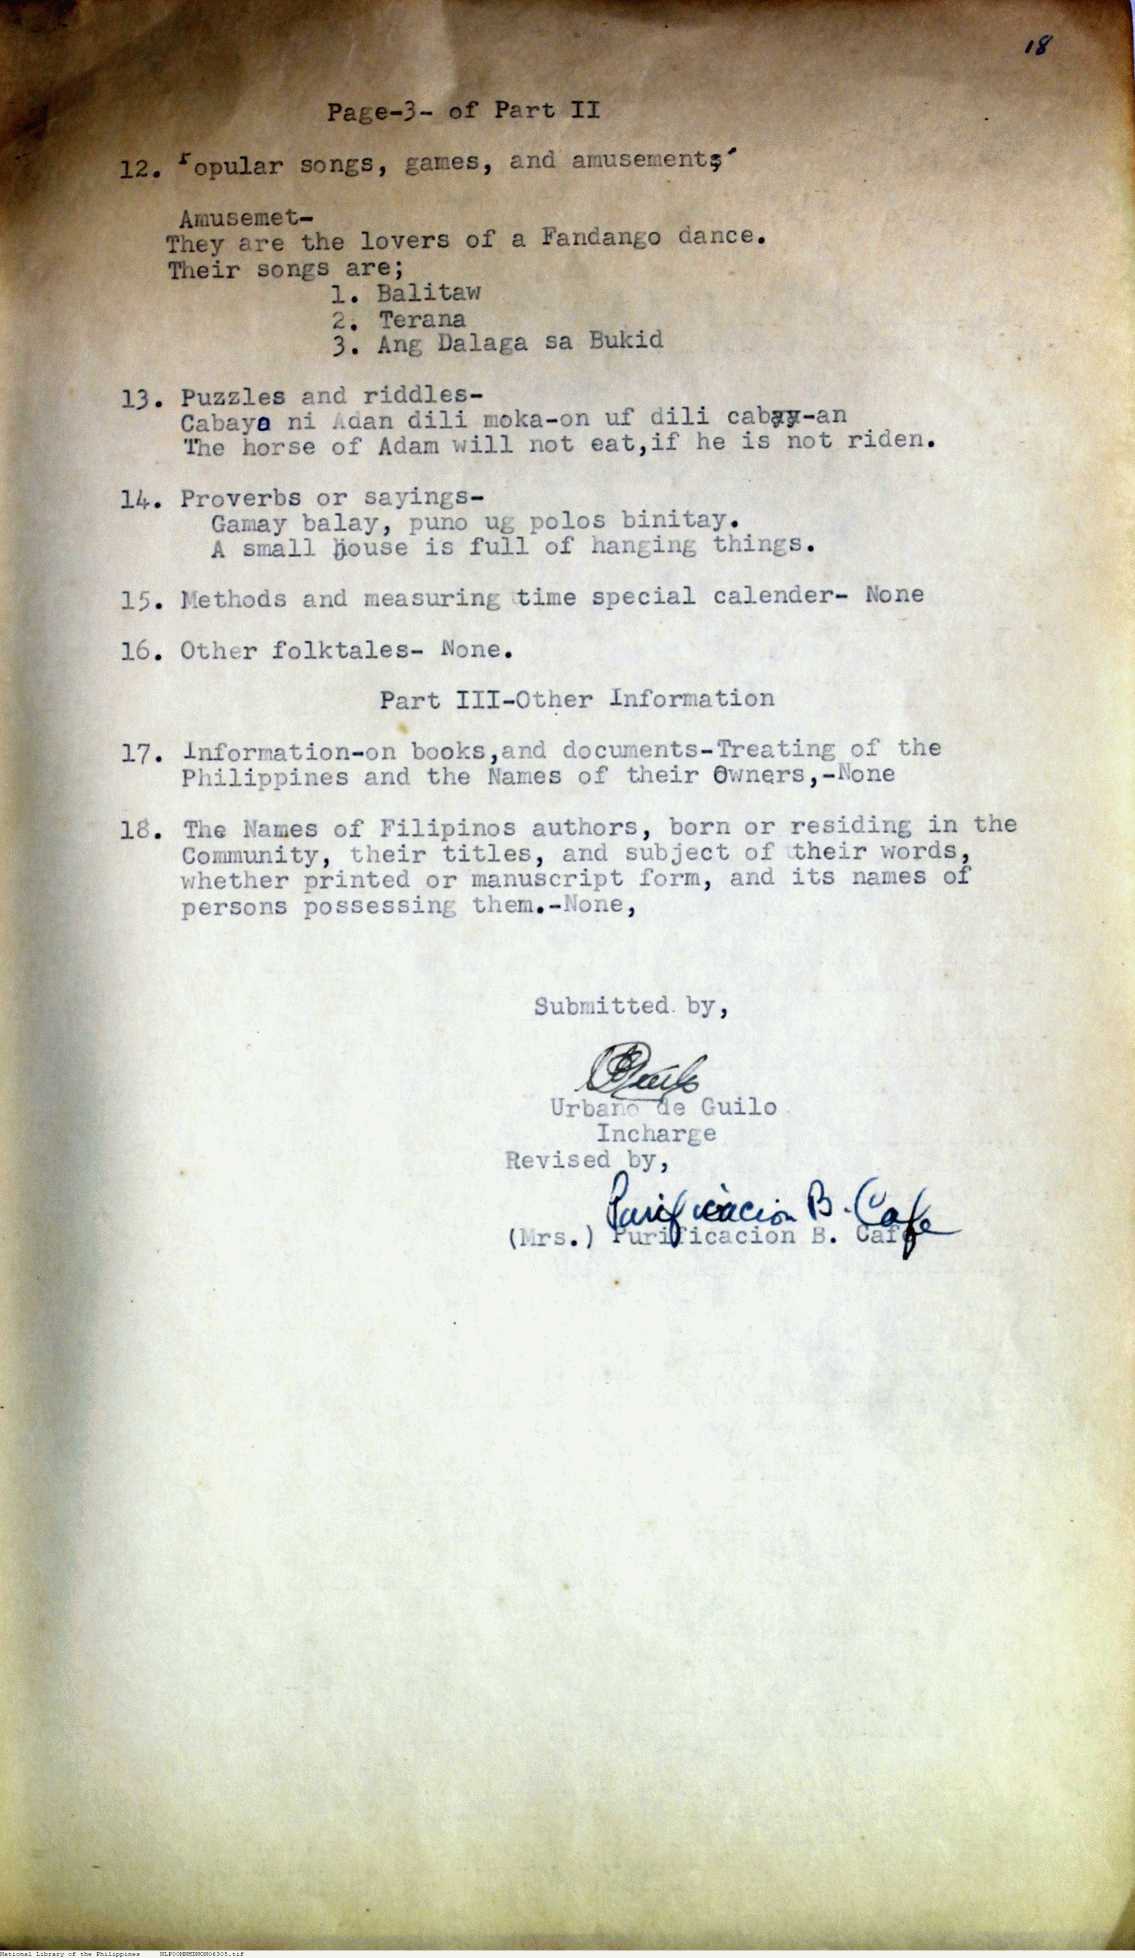 18
Page-3- of Part II
12. Popular songs, games, and amusements
Amusemet-
They are the lovers of a Fandango dance.
Their songs are;
1. Balitaw
2. Terana
3. Ang Dalaga sa Bukid
13. Puzzles and riddles-
Cabayo ni Adan dili moka-on uf dili cabay-an
The horse of Adam will not eat,if he is not riden.
14. Proverbs or sayings-
Gamay balay, puno ug polos binitay.
A small house is full of hanging things.
15. Methods and measuring time special calender- None
16. Other folktales- None.
Part III-Other Information
17. Information-on books,and documents-Treating of the
Philippines and the Names of their Owners,-None
18. The Names of Filipinos authors, born or residing in the
Community, their titles, and subject of their words,
whether printed or manuscript form, and its names of
persons possessing them.-None,
Submitted by,
Urbano de Guilo
Incharge
Revised by,
Purificacion B. Cafe
(Mrs.) Purificacion B. Cafe
National Library of the Philippines